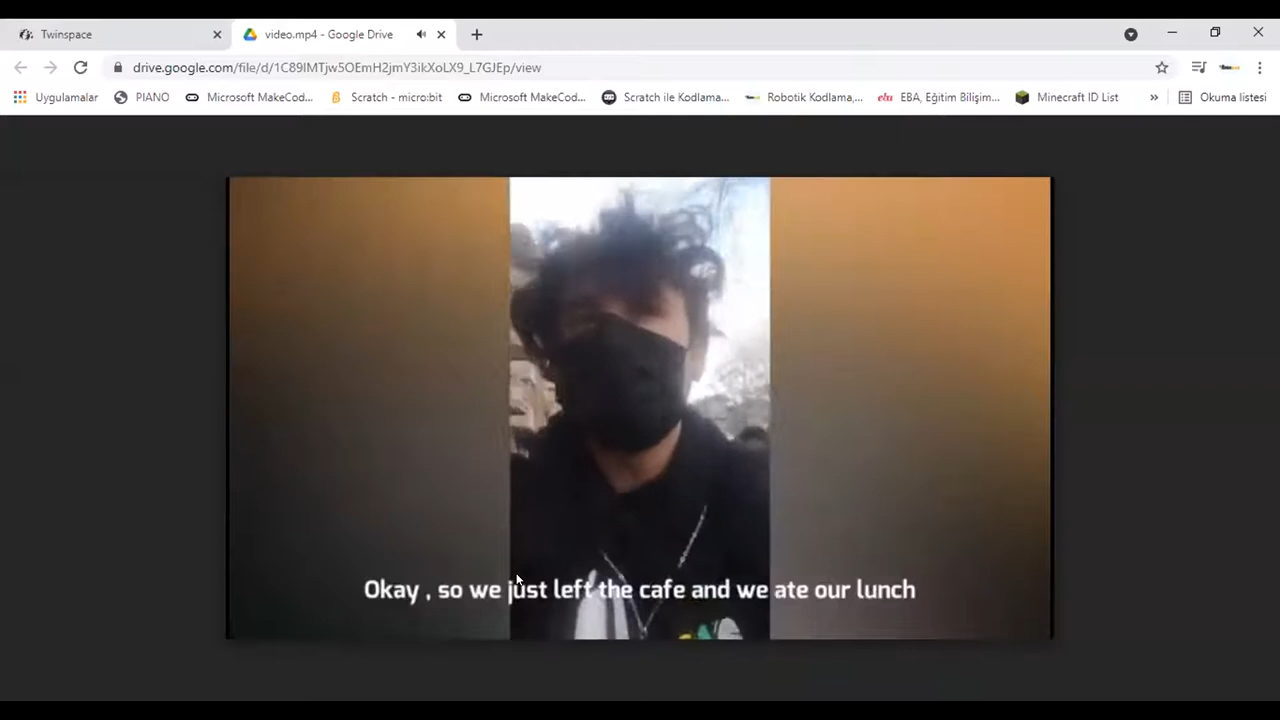 Twinspace
video.mp4 - Google Drive
drive.google.com/file/d/1C89lMTjw5OEmH2jmY3ikXoLX9_L7GJEp/view
Uygulamalar
PIANO
Microsoft MakeCod...
Scratch - micro:bit
Microsoft MakeCod...
Scratch ile Kodlama...
Robotik Kodlama,...
eba
EBA, Eğitim Bilişim...
Minecraft ID List
»
Okuma listesi
Okay , so we just left the cafe and we ate our lunch